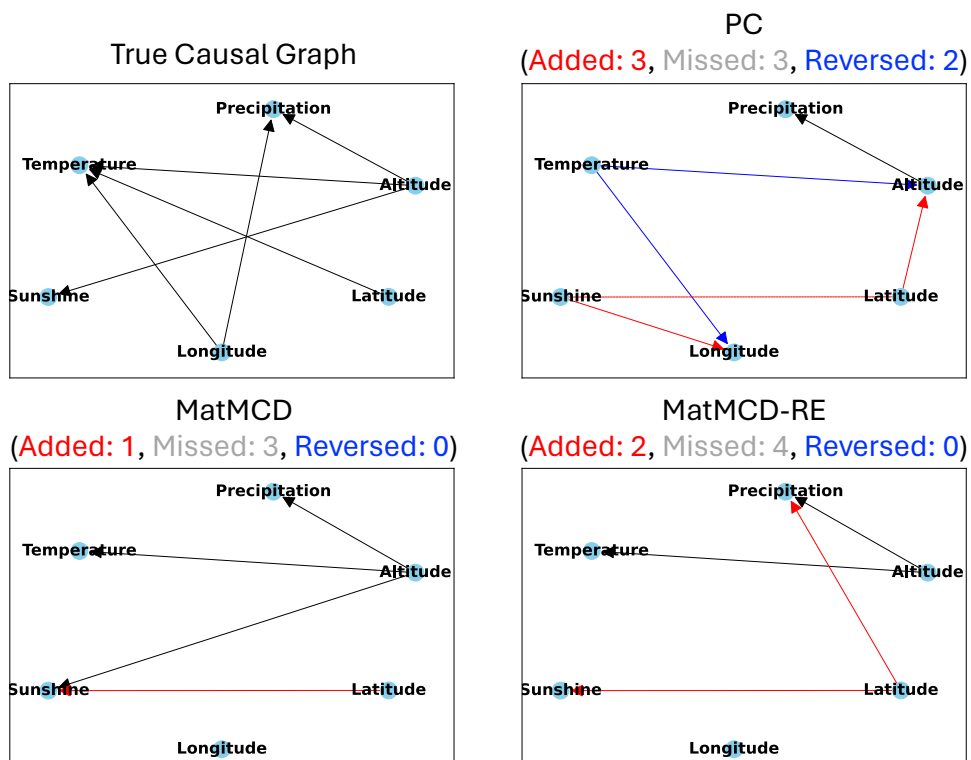 True Causal Graph
Precipitation
Temperature
Altitude
Sunshine
Latitude
Longitude
PC
(Added: 3, Missed: 3, Reversed: 2)
Precipitation
Temperature
Altitude
Sunshine
Latitude
Longitude
MatMCD
(Added: 1, Missed: 3, Reversed: 0)
Precipitation
Temperature
Altitude
Sunshine
Latitude
Longitude
MatMCD-RE
(Added: 2, Missed: 4, Reversed: 0)
Precipitation
Temperature
Altitude
Sunshine
Latitude
Longitude